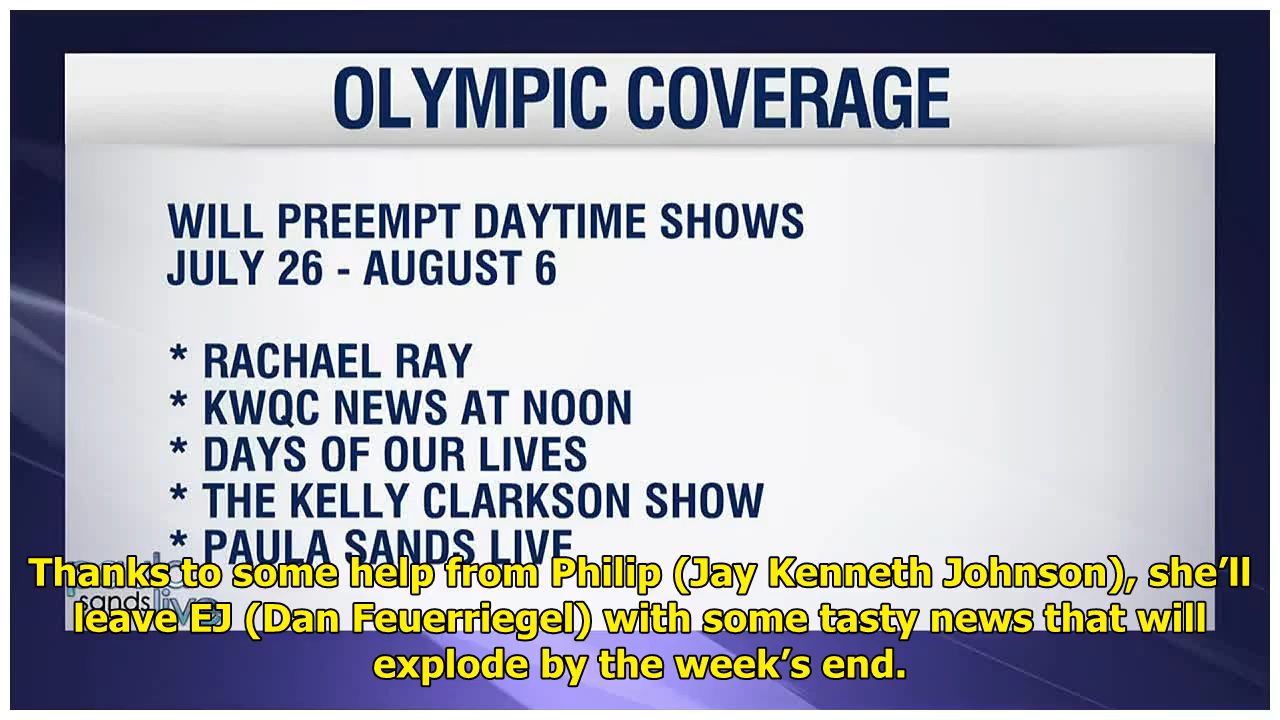 OLYMPIC COVERAGE
WILL PREEMPT DAYTIME SHOWS
JULY 26 - AUGUST 6
* RACHAEL RAY
* KWQC NEWS AT NOON
* DAYS OF OUR LIVES
* THE KELLY CLARKSON SHOW
* PAULA SANDS LIVE
Thanks to some help from Philip (Jay Kenneth Johnson), she’ll
sands live
leave EJ (Dan Feuerriegel) with some tasty news that will
explode by the week’s end.